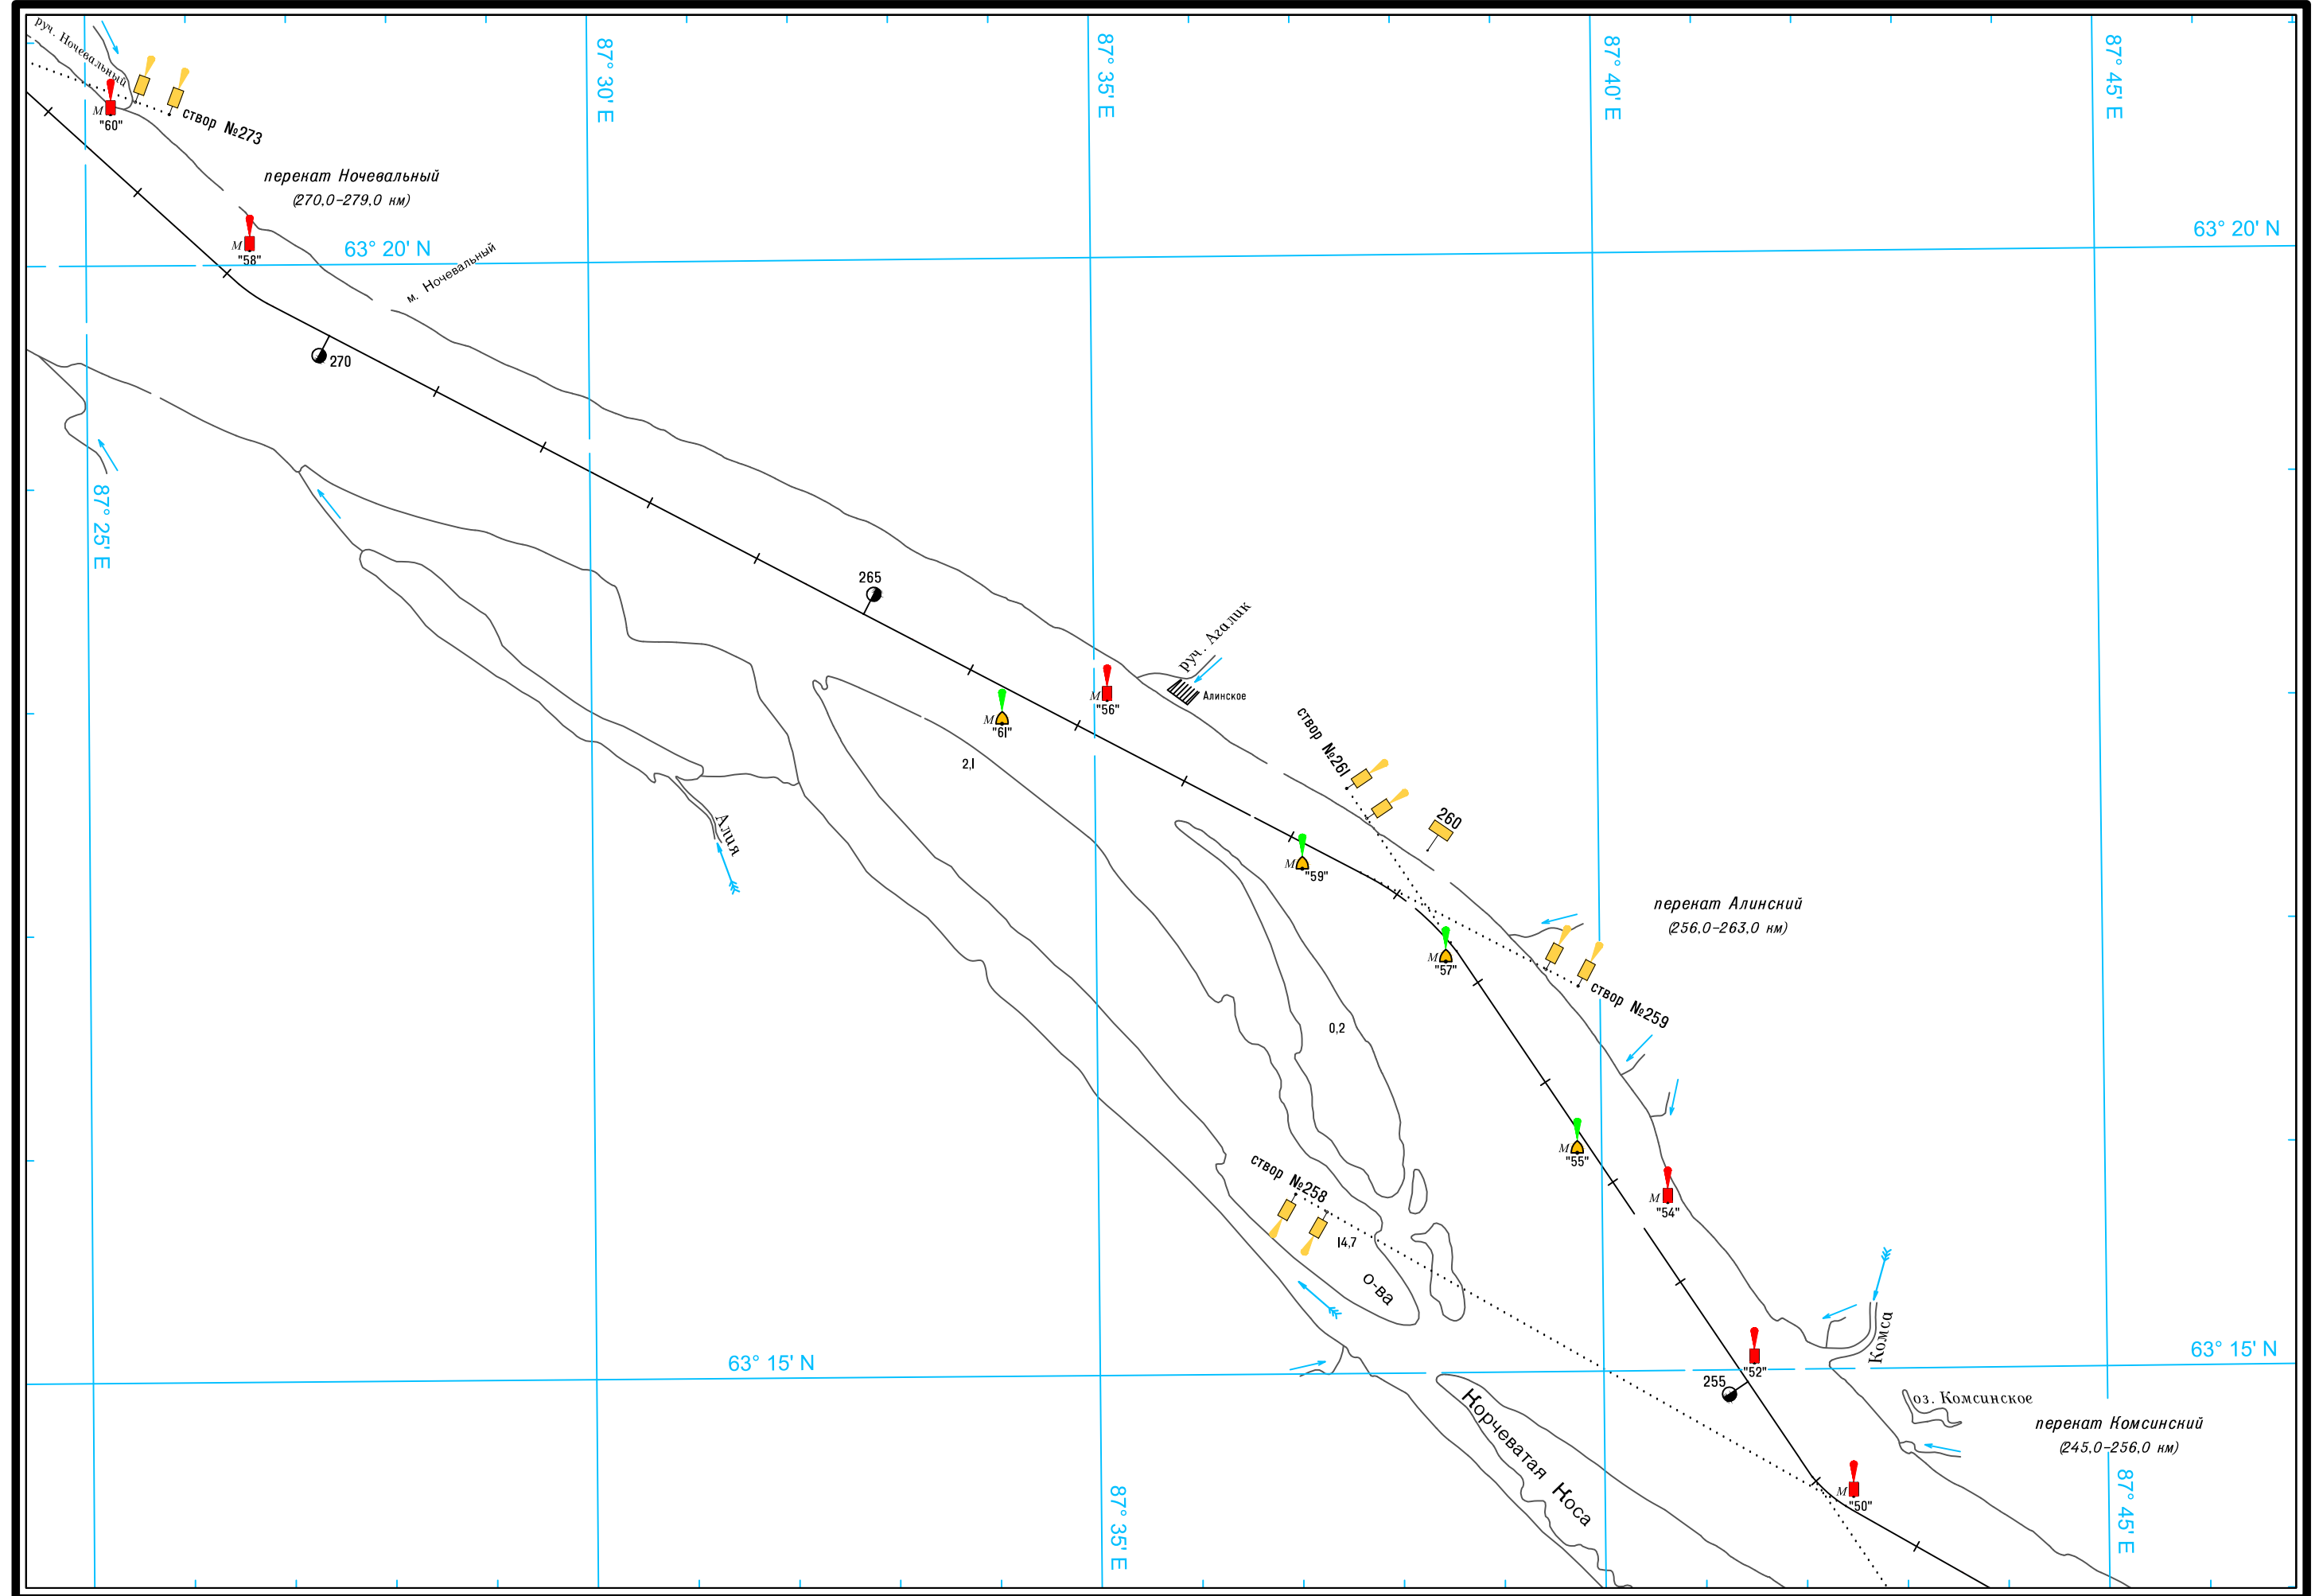 руч. Ночевальный
87° 30' E
87° 35' E
87° 40' E
87° 45' E
М
"60"
створ №273
перекат Ночевальный
(270,0-279,0 км)
М
"58"
63° 20' N
63° 20' N
м. Ночевальный
270
87° 25' E
265
руч. Агалик
Алинское
М
"56"
М
"61"
2,1
створ №261
260
Алия
М
"59"
перекат Алинский
(256,0-263,0 км)
М
"57"
створ №259
0,2
М
"55"
створ №258
М
"54"
14,7
о-ва
Комса
63° 15' N
63° 15' N
"52"
255
оз. Комсинское
Корчеватая Коса
перекат Комсинский
(245,0-256,0 км)
М
"50"
87° 35' E
87° 45' E